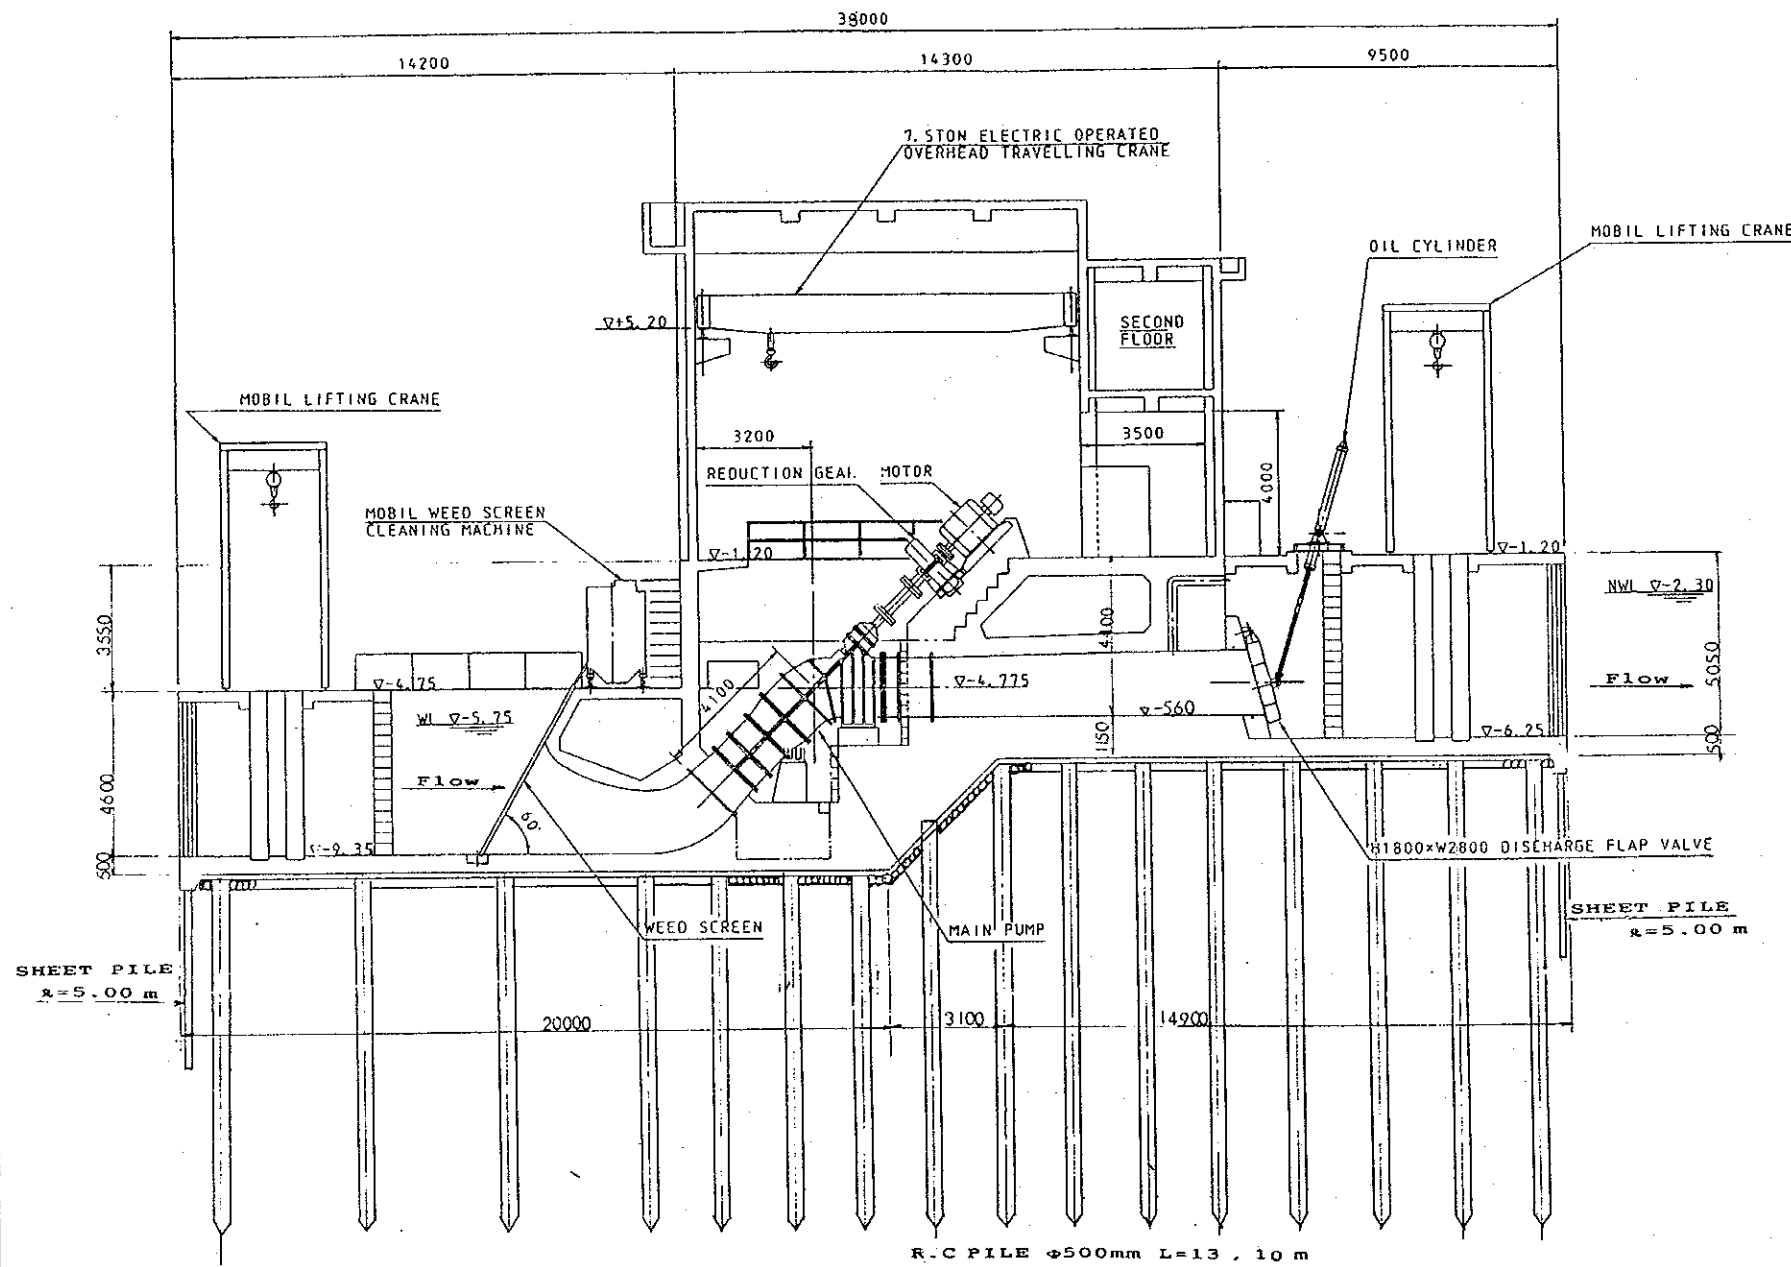 38000
14200
14300
9500
7.5TON ELECTRIC OPERATED
OVERHEAD TRAVELLING CRANE
OIL CYLINDER
MOBIL LIFTING CRANE
▽+5.20
SECOND
FLOOR
MOBIL LIFTING CRANE
3200
3500
4000
REDUCTION GEAR
MOTOR
MOBIL WEED SCREEN
CLEANING MACHINE
▽-1.20
▽-1.20
NWL ▽-2.30
3550
4400
5050
▽-4.75
4100
▽-4.775
Flow
WL ▽-5.75
▽-560
1150
▽-6.25
500
Flow
4600
60°
▽-9.35
500
H1800×W2800 DISCHARGE FLAP VALVE
WEED SCREEN
MAIN PUMP
SHEET PILE
ℓ=5.00 m
SHEET PILE
ℓ=5.00 m
20000
3100
14900
R.C PILE Φ500mm L=13,10 m